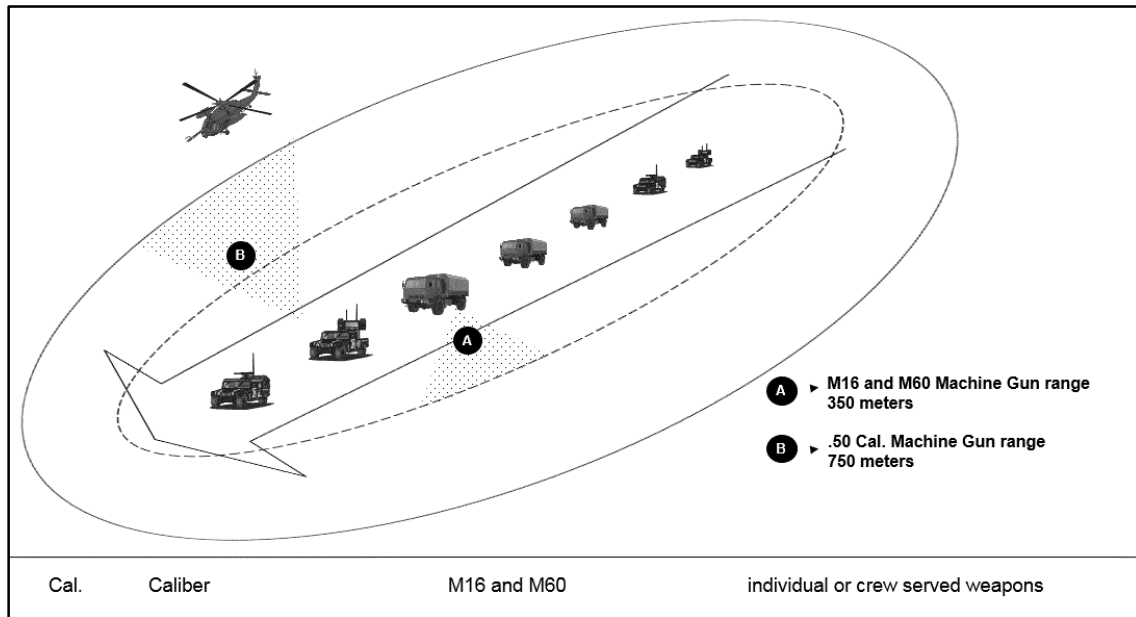 B
A
A M16 and M60 Machine Gun range
350 meters
B .50 Cal. Machine Gun range
750 meters
Cal. Caliber M16 and M60 individual or crew served weapons